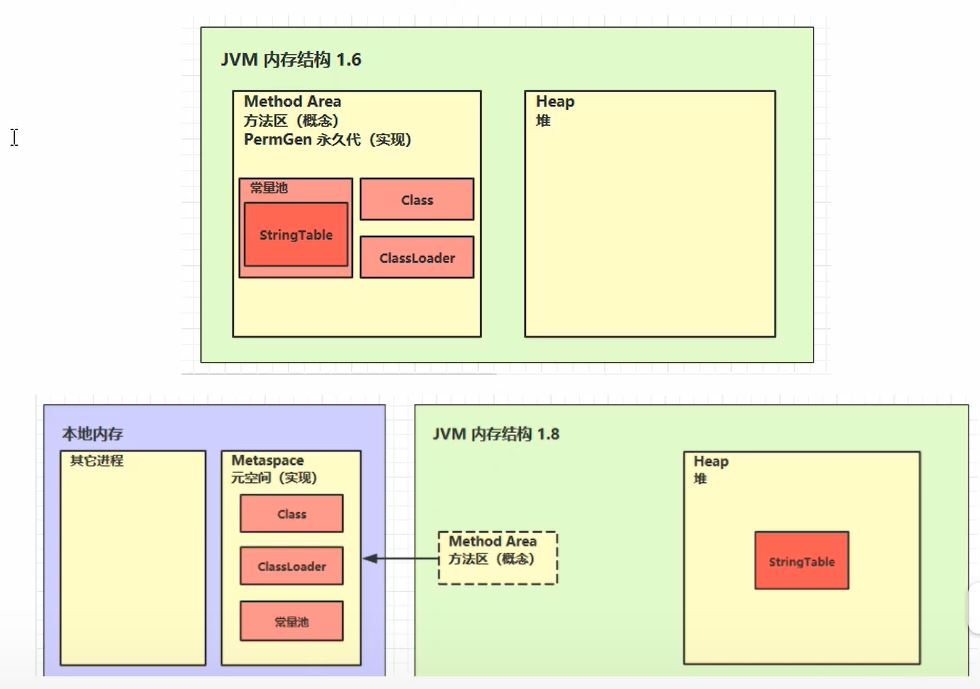 JVM 内存结构 1.6
Method Area
方法区（概念）
PermGen 永久代（实现）
常量池
StringTable
Class
ClassLoader
Heap
堆
本地内存
其它进程
Metaspace
元空间（实现）
Class
ClassLoader
常量池
JVM 内存结构 1.8
Method Area
方法区（概念）
Heap
堆
StringTable